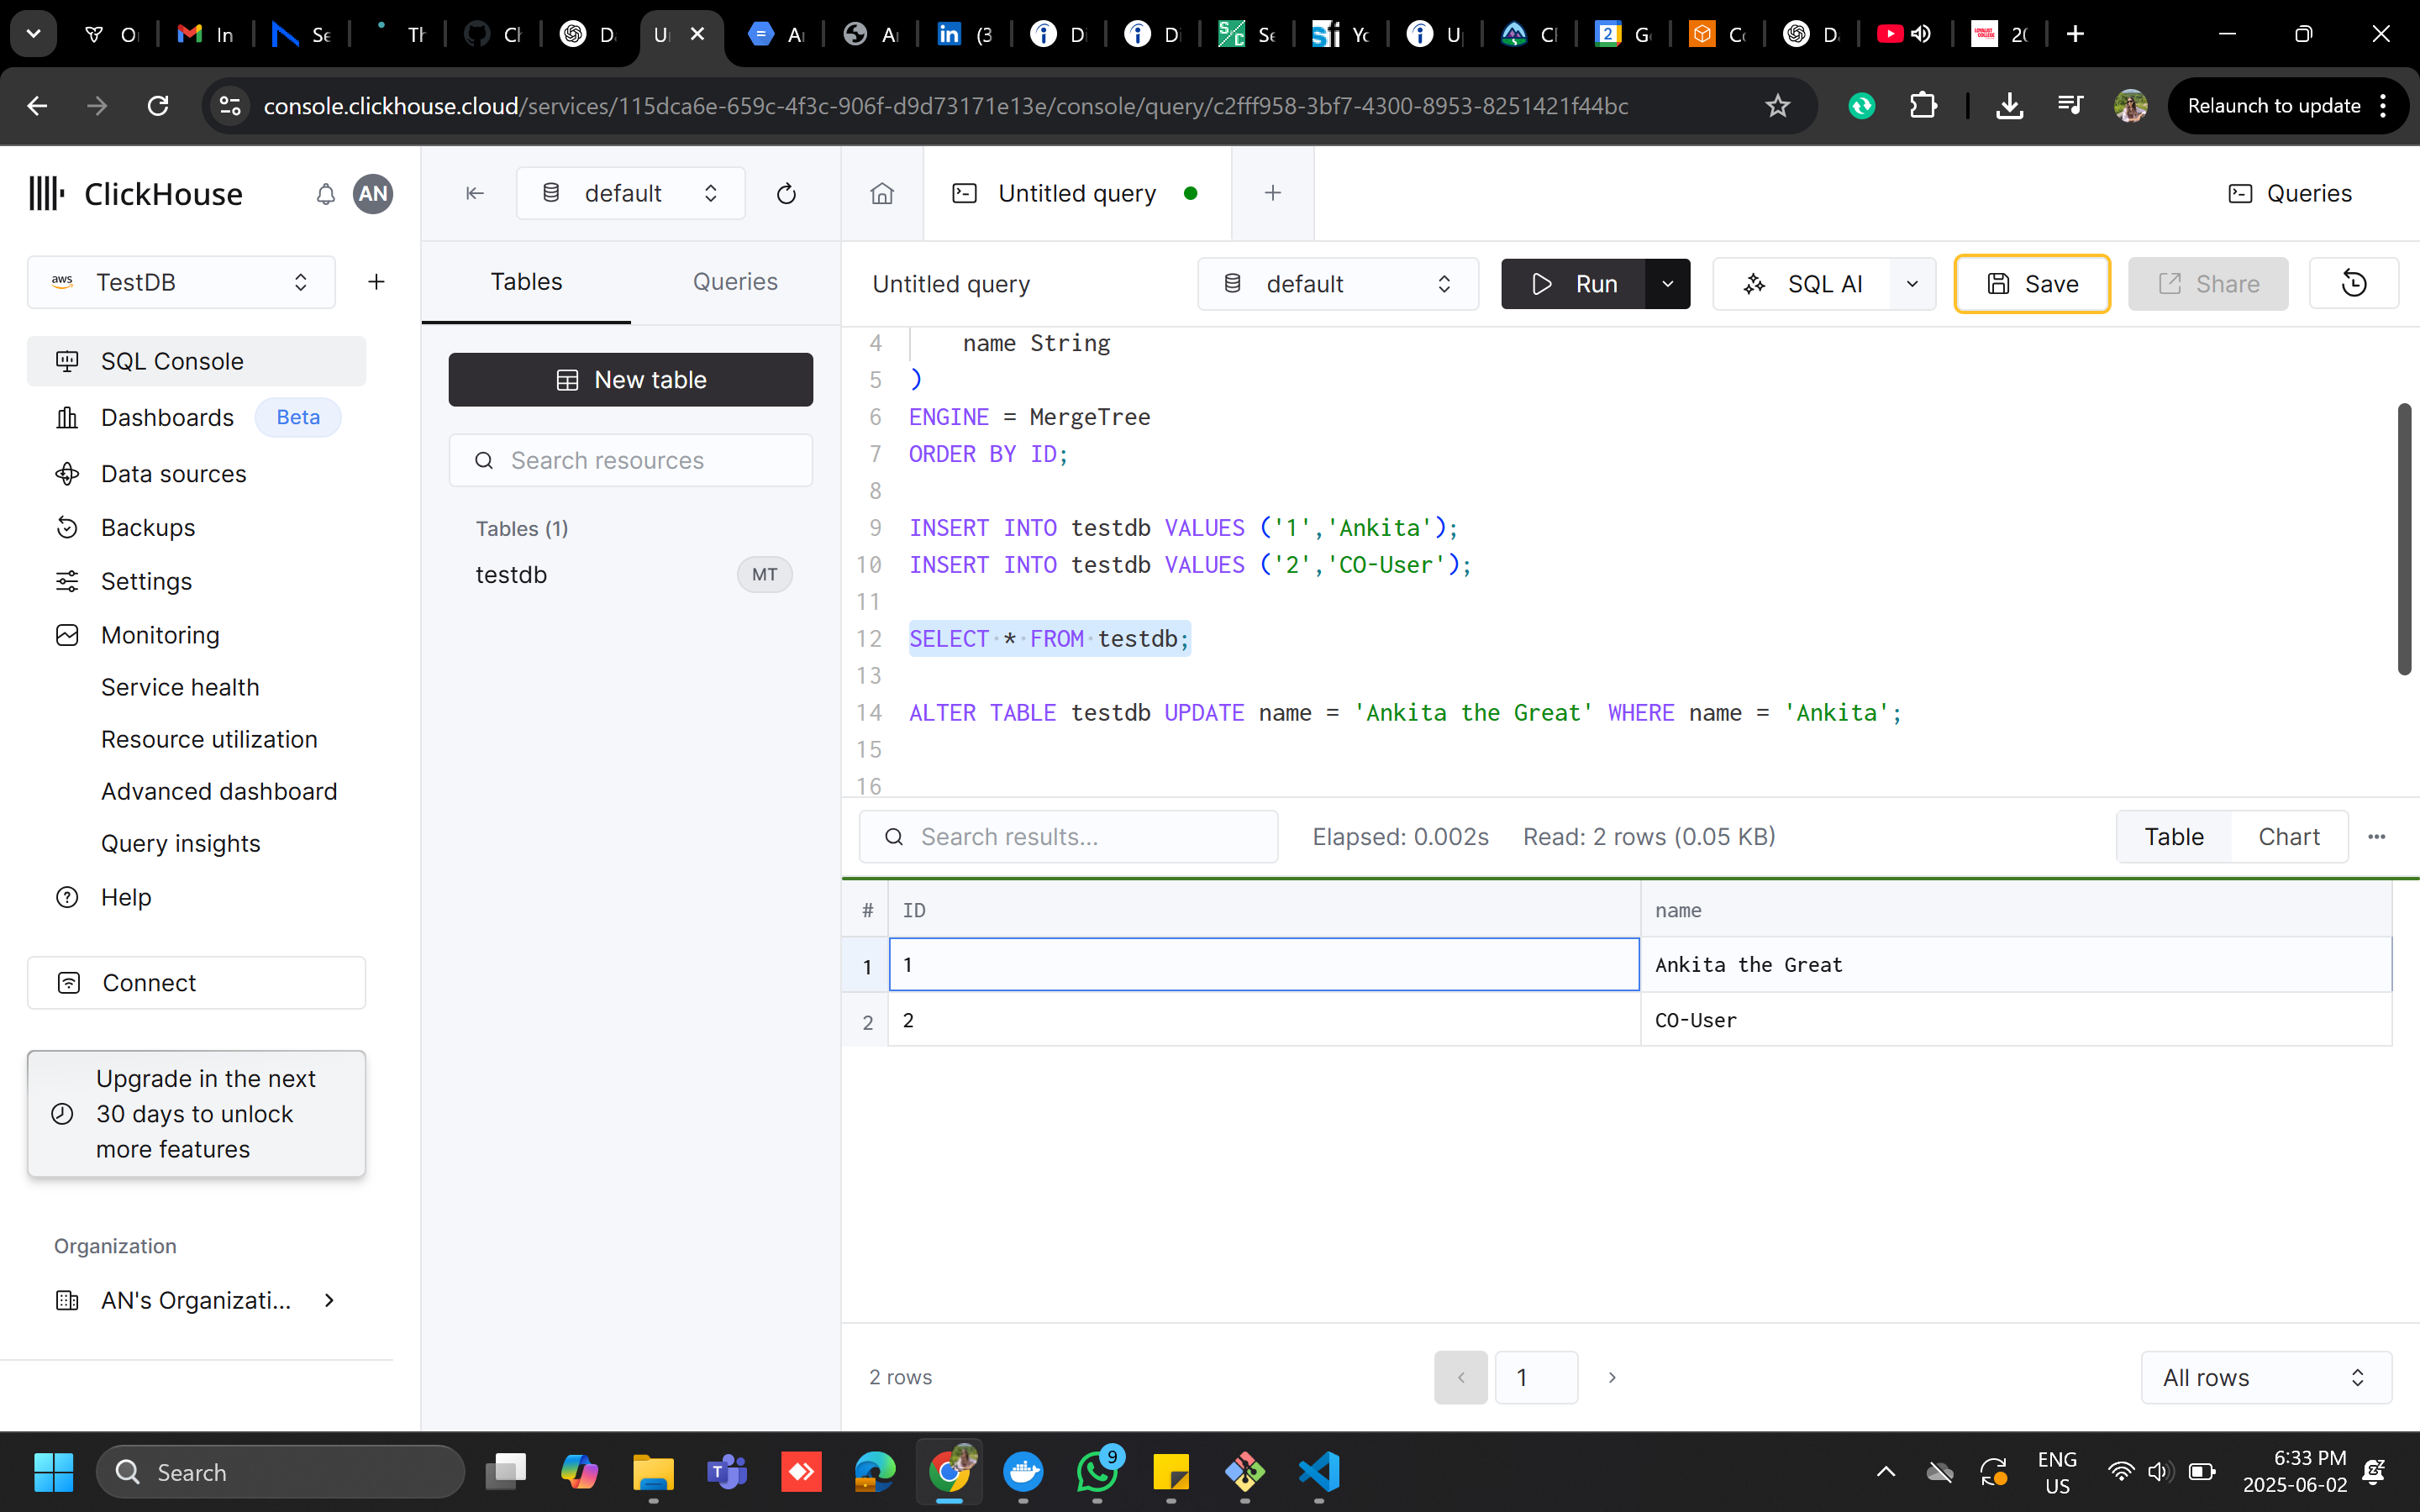 O
In
Se
Th
Ch
D
U
A
A
(3
Di
Di
Se
Yo
U
Cl
G
Co
D
20
console.clickhouse.cloud/services/115dca6e-659c-4f3c-906f-d9d73171e13e/console/query/c2fff958-3bf7-4300-8953-8251421f44bc
Relaunch to update
ClickHouse
AN
default
Untitled query
Queries
aws TestDB
Tables
Queries
Untitled query
default
Run
SQL AI
Save
Share
SQL Console
Dashboards Beta
Data sources
Backups
Settings
Monitoring
Service health
Resource utilization
Advanced dashboard
Query insights
Help
Connect
Upgrade in the next
30 days to unlock
more features
Organization
AN's Organizati...
New table
Search resources
Tables (1)
testdb MT
4 name String
5 )
6 ENGINE = MergeTree
7 ORDER BY ID;
8
9 INSERT INTO testdb VALUES ('1','Ankita');
10 INSERT INTO testdb VALUES ('2','CO-User');
11
12 SELECT * FROM testdb;
13
14 ALTER TABLE testdb UPDATE name = 'Ankita the Great' WHERE name = 'Ankita';
15
16
Search results...
Elapsed: 0.002s
Read: 2 rows (0.05 KB)
Table
Chart
# ID name
1 1 Ankita the Great
2 2 CO-User
2 rows
1
All rows
Search
9
ENG
US
6:33 PM
2025-06-02